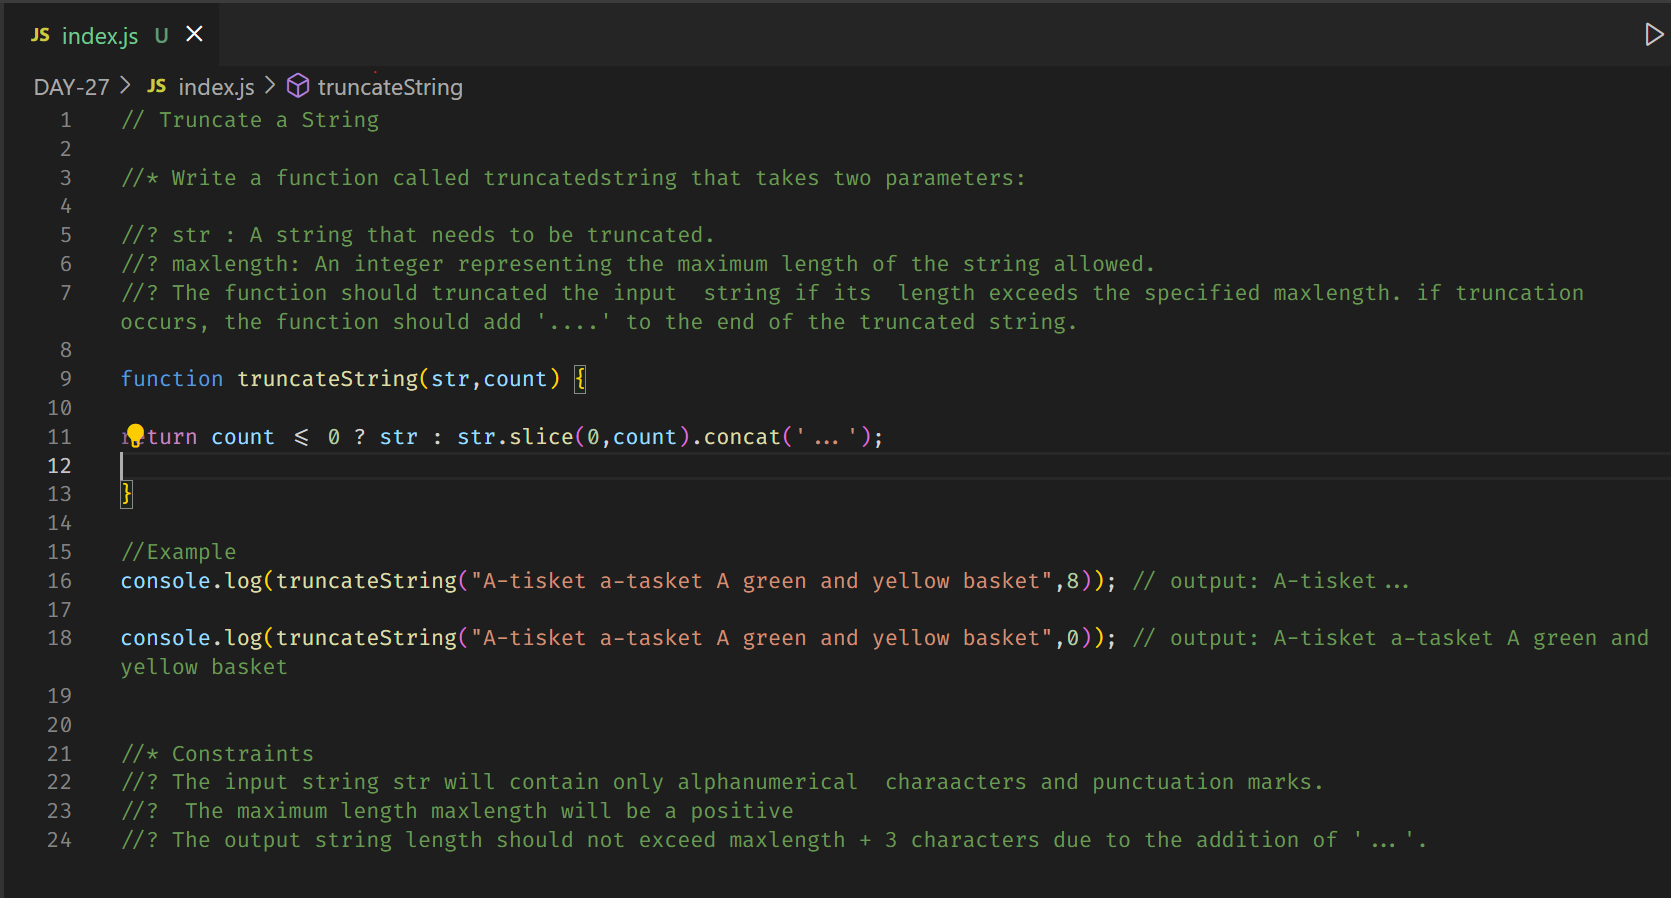 JS index.js U
DAY-27 > JS index.js > truncateString
1 // Truncate a String
2
3 //* Write a function called truncatedstring that takes two parameters:
4
5 //? str : A string that needs to be truncated.
6 //? maxlength: An integer representing the maximum length of the string allowed.
7 //? The function should truncated the input  string if its  length exceeds the specified maxlength. if truncation
occurs, the function should add '....' to the end of the truncated string.
8
9 function truncateString(str,count) {
10
11 return count <= 0 ? str : str.slice(0,count).concat('...');
12
13 }
14
15 //Example
16 console.log(truncateString("A-tisket a-tasket A green and yellow basket",8)); // output: A-tisket...
17
18 console.log(truncateString("A-tisket a-tasket A green and yellow basket",0)); // output: A-tisket a-tasket A green and
yellow basket
19
20
21 //* Constraints
22 //? The input string str will contain only alphanumerical  charaacters and punctuation marks.
23 //?  The maximum length maxlength will be a positive
24 //? The output string length should not exceed maxlength + 3 characters due to the addition of '...'.